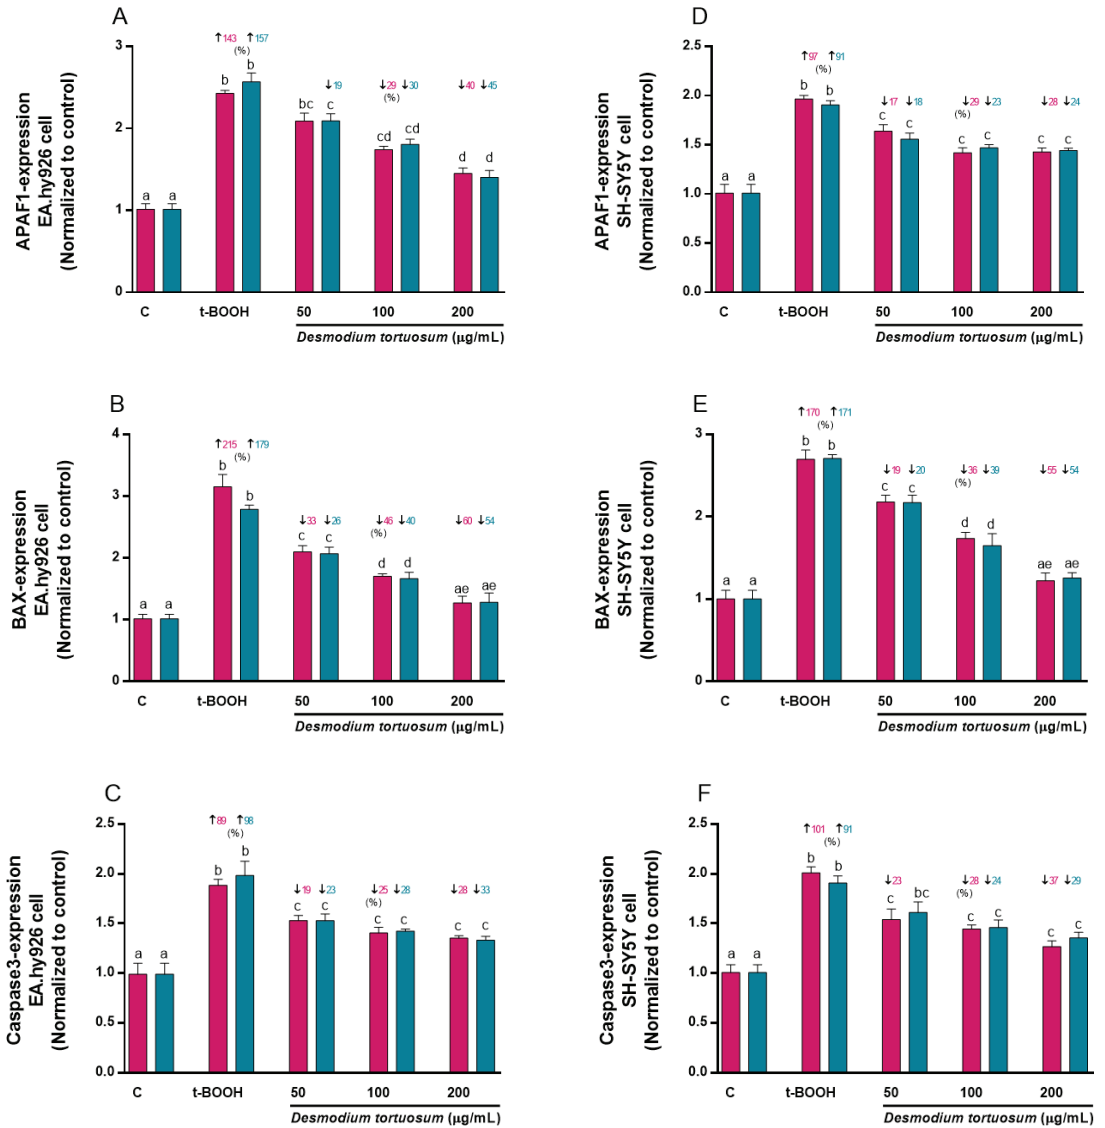 A
APAF1-expression
EA.hy926 cell
(Normalized to control)
3
2
1
0
↑143 ↑157
(%)
↓19
↓29 ↓30
(%)
↓40 ↓45
a a
b b
bc c
cd cd
d d
C t-BOOH 50 100 200
Desmodium tortuosum (µg/mL)
D
APAF1-expression
SH-SY5Y cell
(Normalized to control)
2.5
2.0
1.5
1.0
0.5
0.0
↑97 ↑91
(%)
↓17 ↓18
↓29 ↓23
(%)
↓28 ↓24
a a
b b
c c
c c
c c
C t-BOOH 50 100 200
Desmodium tortuosum (µg/mL)
B
BAX-expression
EA.hy926 cell
(Normalized to control)
4
3
2
1
0
↑215 ↑179
(%)
↓33 ↓26
↓46 ↓40
(%)
↓60 ↓54
a a
b b
c c
d d
ae ae
C t-BOOH 50 100 200
Desmodium tortuosum (µg/mL)
E
BAX-expression
SH-SY5Y cell
(Normalized to control)
3
2
1
0
↑170 ↑171
(%)
↓19 ↓20
↓36 ↓39
(%)
↓55 ↓54
a a
b b
c c
d d
ae ae
C t-BOOH 50 100 200
Desmodium tortuosum (µg/mL)
C
Caspase3-expression
EA.hy926 cell
(Normalized to control)
2.5
2.0
1.5
1.0
0.5
0.0
↑89 ↑98
(%)
↓19 ↓23
↓25 ↓28
(%)
↓28 ↓33
a a
b b
c c
c c
c c
C t-BOOH 50 100 200
Desmodium tortuosum (µg/mL)
F
Caspase3-expression
SH-SY5Y cell
(Normalized to control)
2.5
2.0
1.5
1.0
0.5
0.0
↑101 ↑91
(%)
↓23
↓28 ↓24
(%)
↓37 ↓29
a a
b b
c bc
c c
c c
C t-BOOH 50 100 200
Desmodium tortuosum (µg/mL)